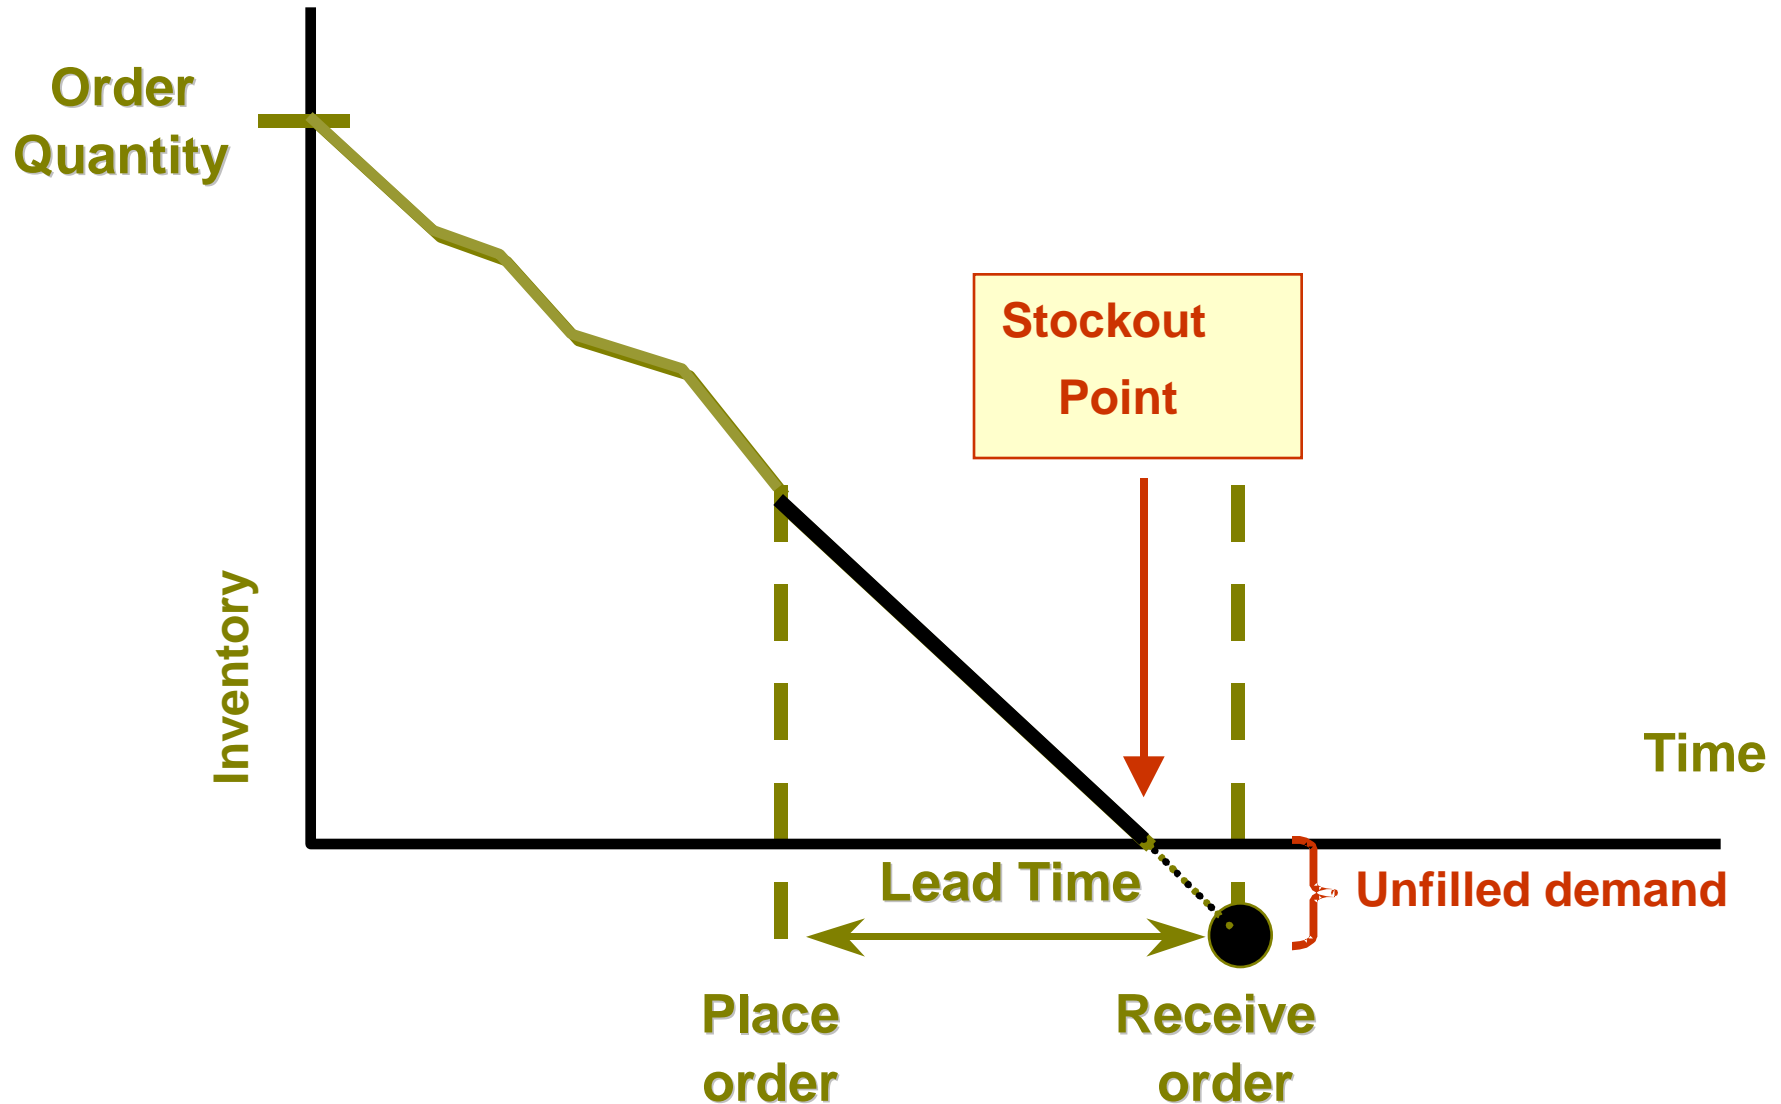 Order
Quantity
Stockout
Point
Inventory
Time
Lead Time
Unfilled demand
Place
order
Receive
order